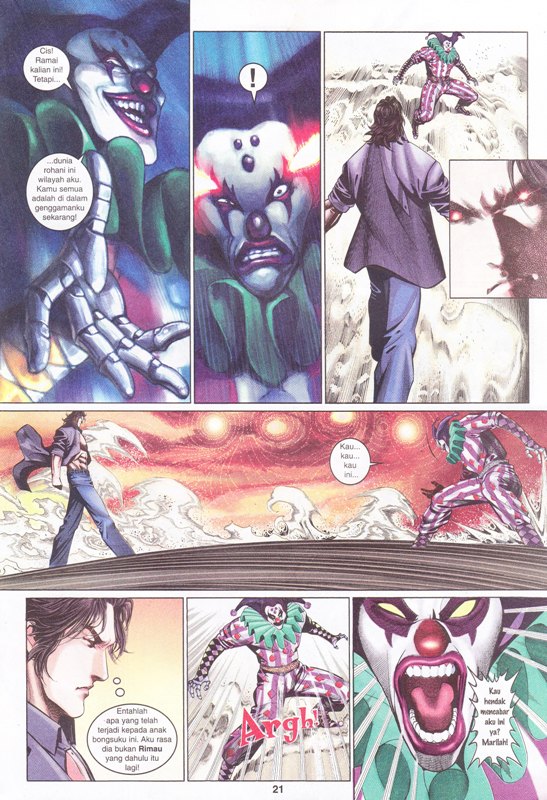 Cis!
Ramai
kalian ini!
Tetapi...
...dunia
rohani ini
wilayah aku.
Kamu semua
adalah di dalam
genggamanku
sekarang!
!
Kau...
kau...
kau
ini...
Entahlah
apa yang telah
terjadi kepada anak
bongsuku ini. Aku rasa
dia bukan Rimau
yang dahulu itu
lagi!
Argh!
Kau
hendak
mencabar
aku ini
ya?
Marilah!
21